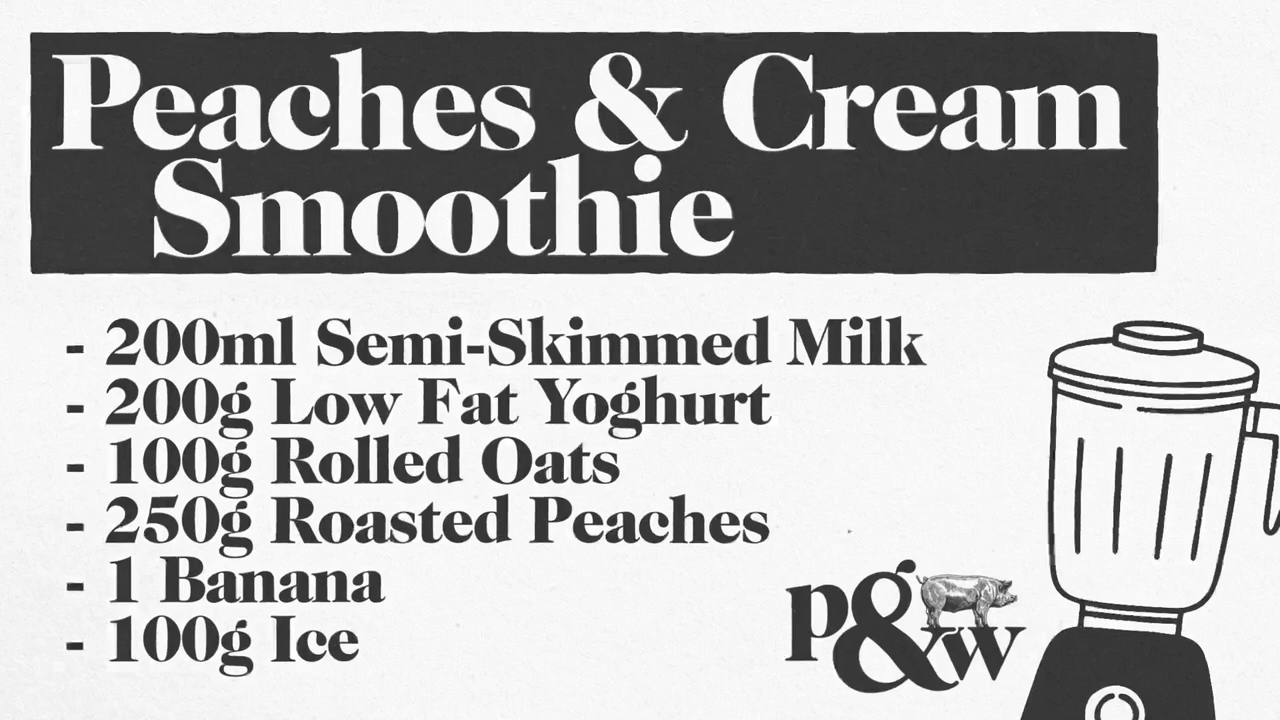 Peaches & Cream
Smoothie
- 200ml Semi-Skimmed Milk
- 200g Low Fat Yoghurt
- 100g Rolled Oats
- 250g Roasted Peaches
- 1 Banana
- 100g Ice
p&w